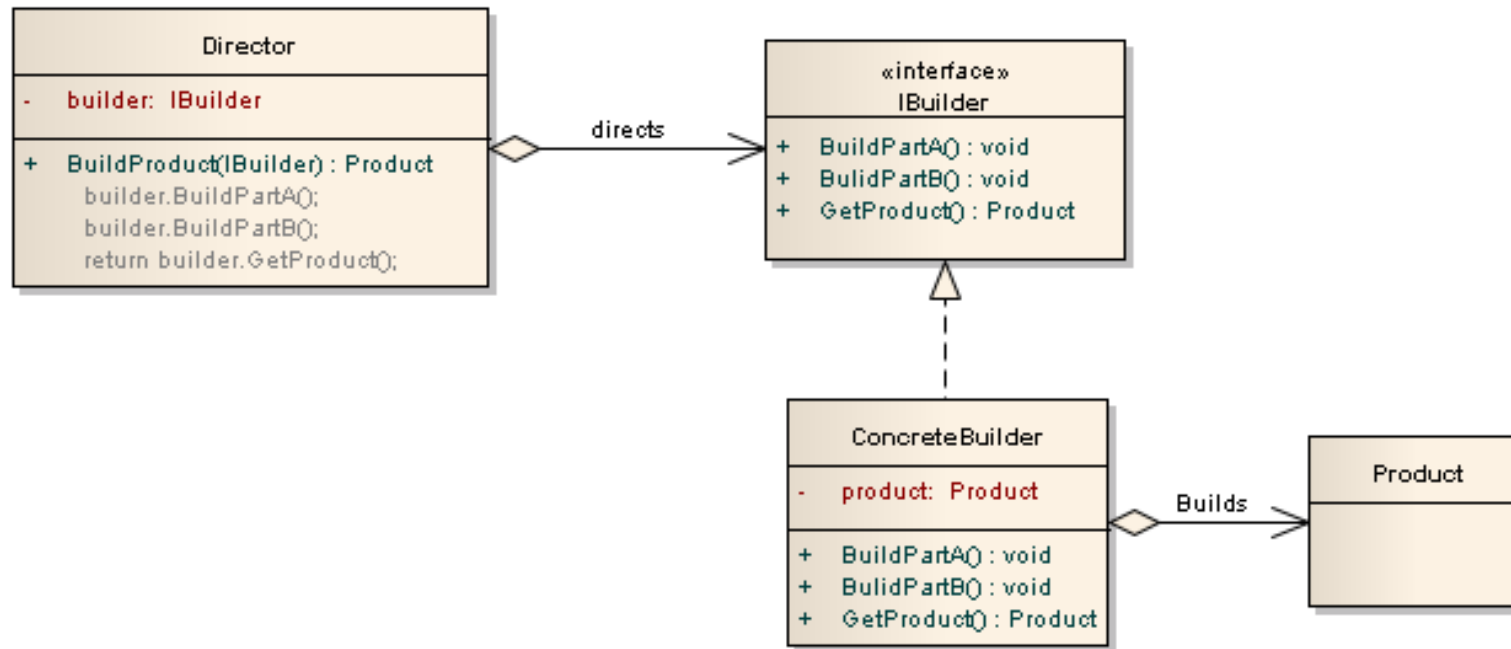 Director
- builder: IBuilder
+ BuildProduct(IBuilder) : Product
builder.BuildPartA();
builder.BuildPartB();
return builder.GetProduct();
directs
«interface»
IBuilder
+ BuildPartA() : void
+ BulidPartB() : void
+ GetProduct() : Product
ConcreteBuilder
- product: Product
+ BuildPartA() : void
+ BulidPartB() : void
+ GetProduct() : Product
Builds
Product